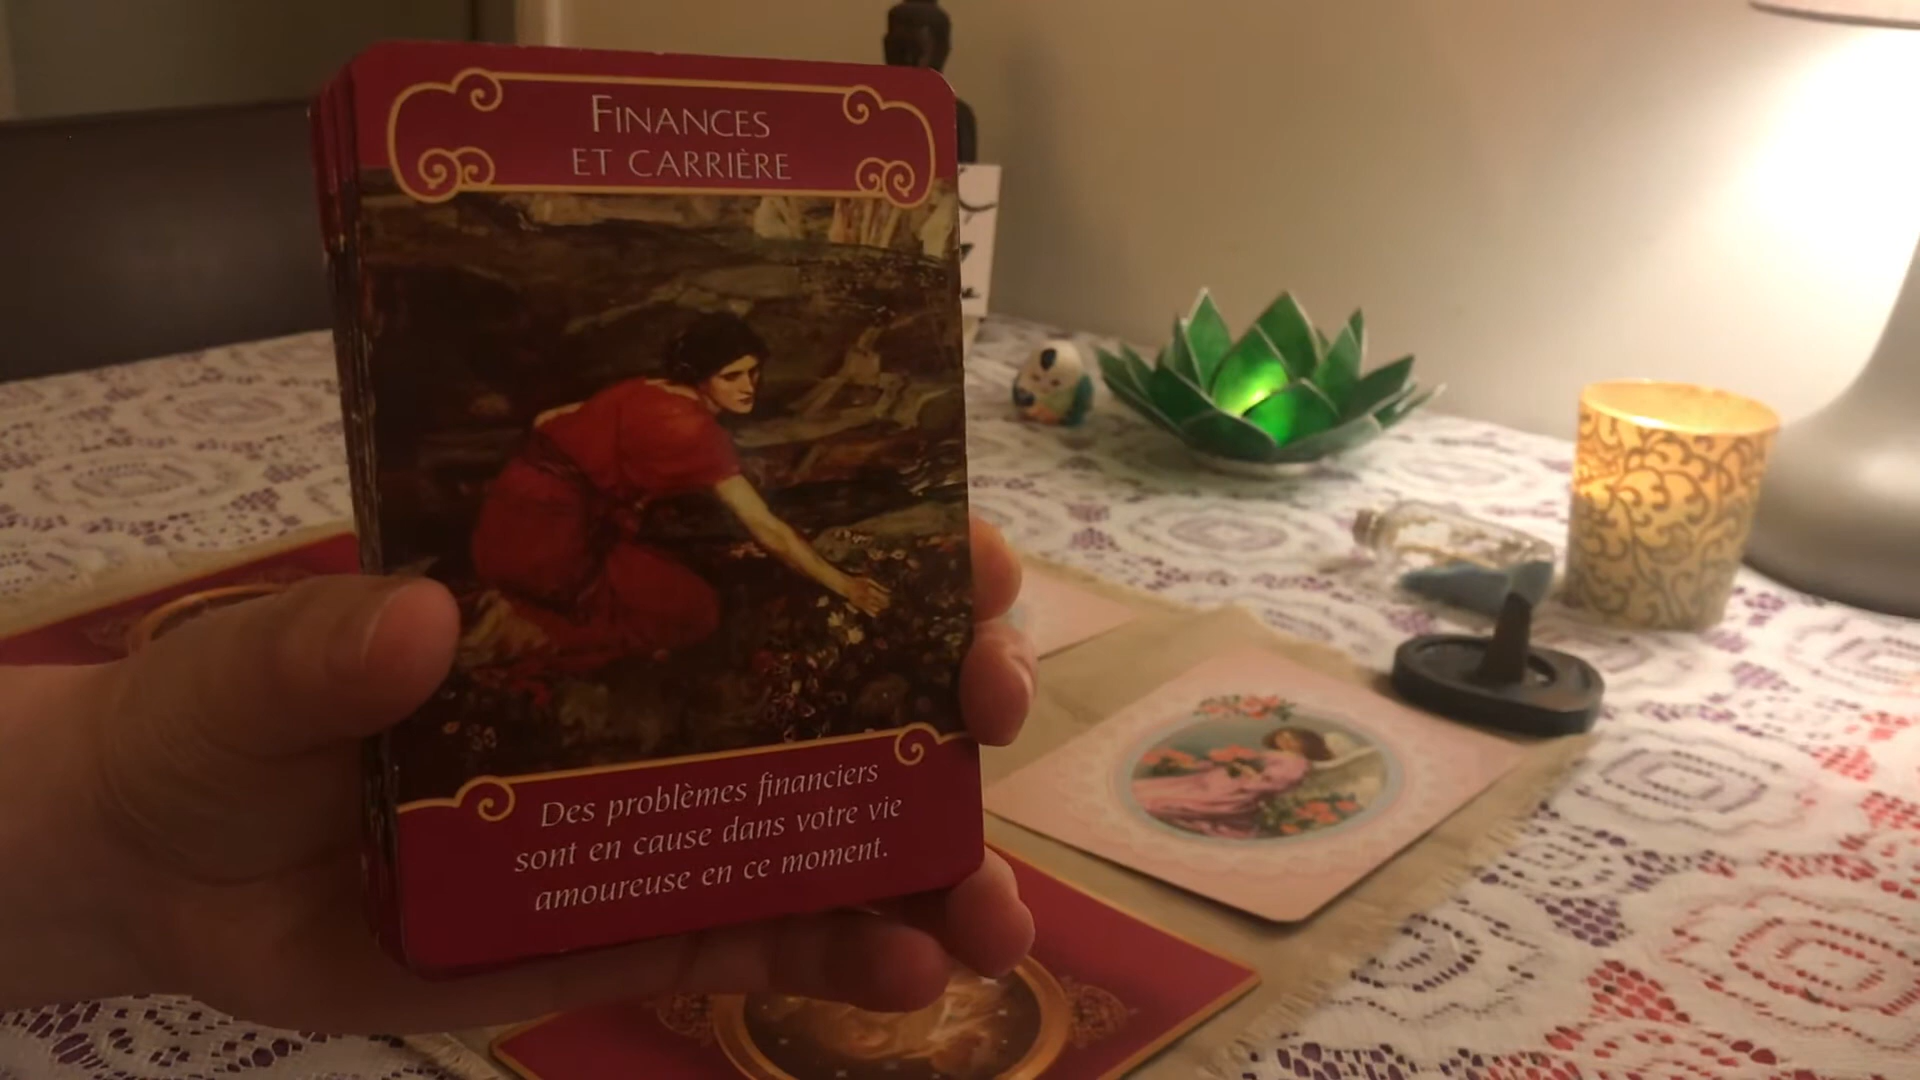 FINANCES
ET CARRIÈRE
Des problèmes financiers
sont en cause dans votre vie
amoureuse en ce moment.